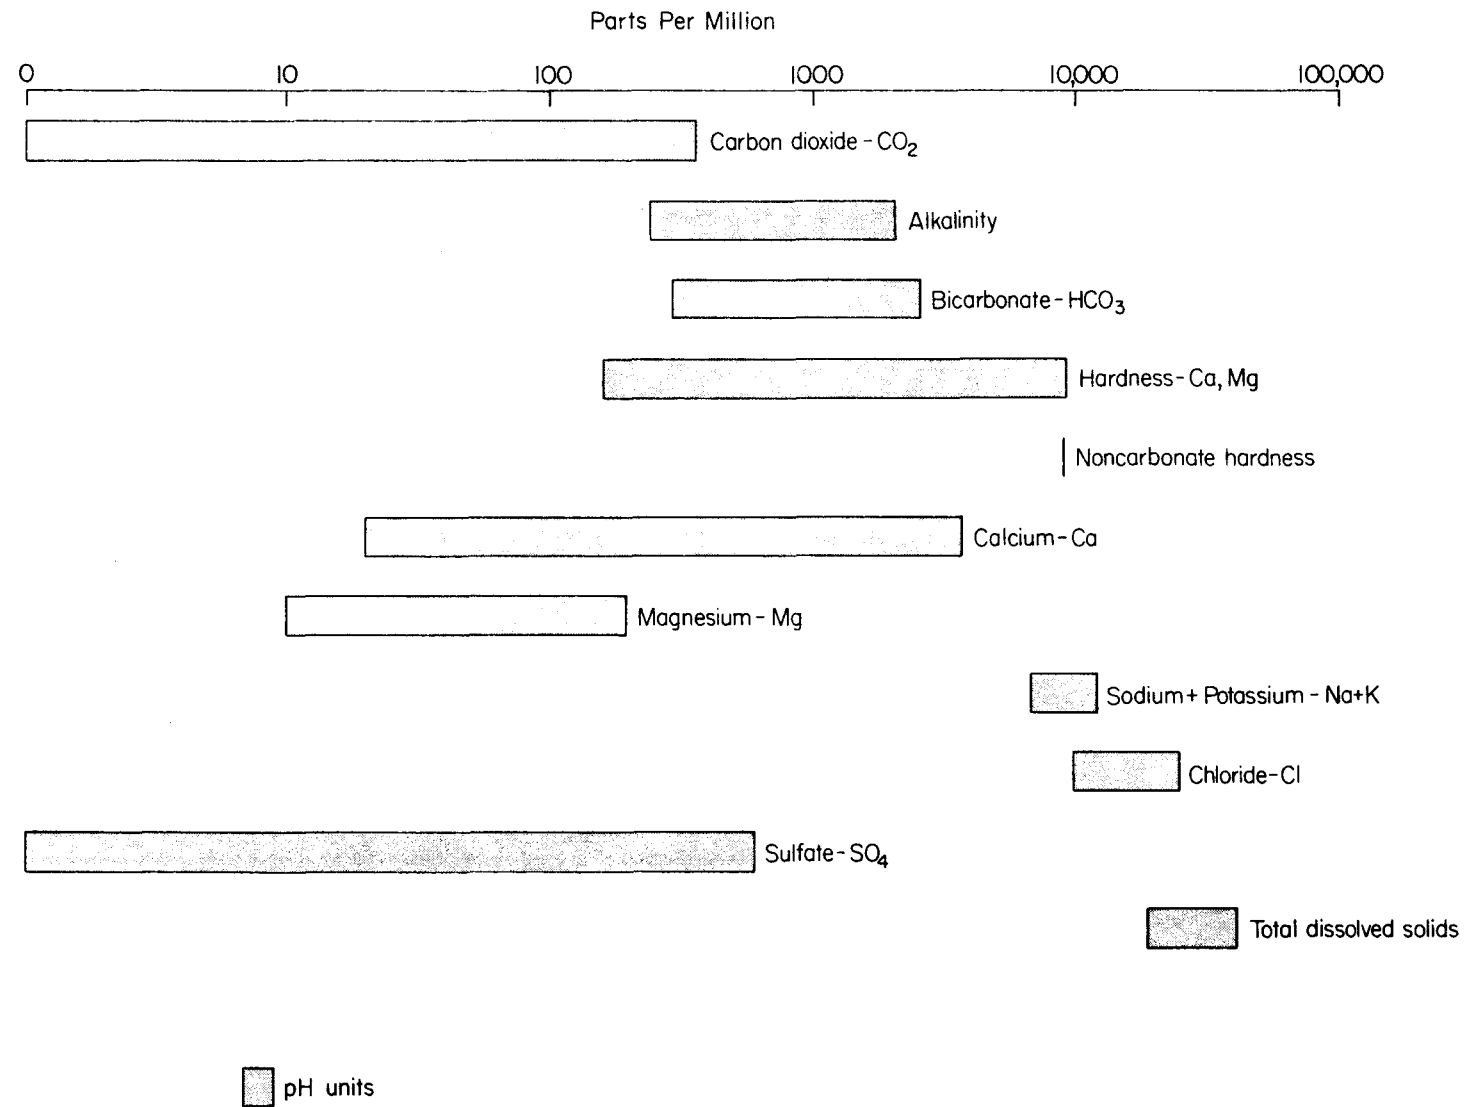 Parts Per Million
0 10 100 1000 10,000 100,000
Carbon dioxide - CO₂
Alkalinity
Bicarbonate - HCO₃
Hardness - Ca, Mg
Noncarbonate hardness
Calcium - Ca
Magnesium - Mg
Sodium + Potassium - Na+K
Chloride - Cl
Sulfate - SO₄
Total dissolved solids
pH units